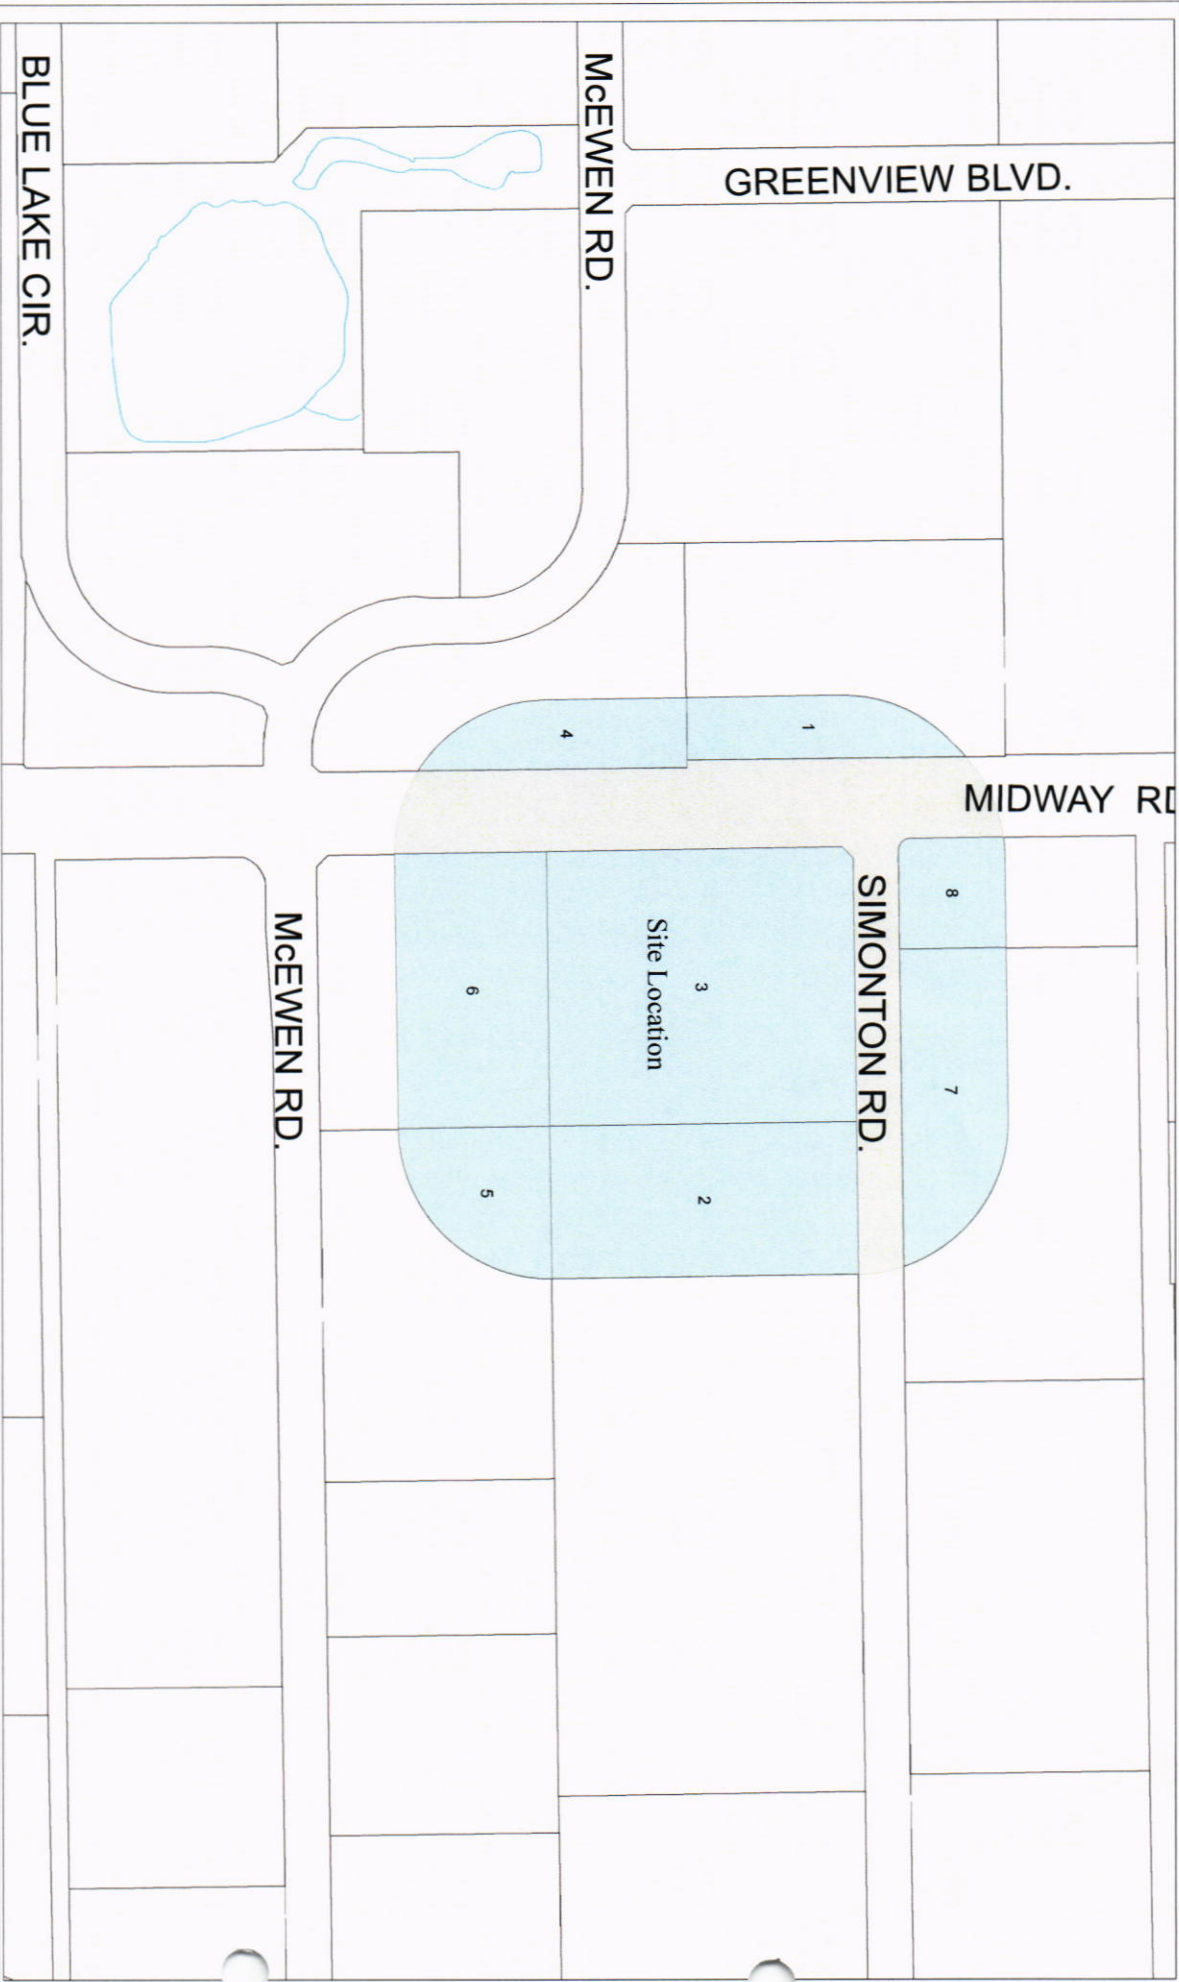 BLUE LAKE CIR.
McEWEN RD.
GREENVIEW BLVD.
MIDWAY RD
SIMONTON RD.
McEWEN RD.
Site Location
1
2
3
4
5
6
7
8